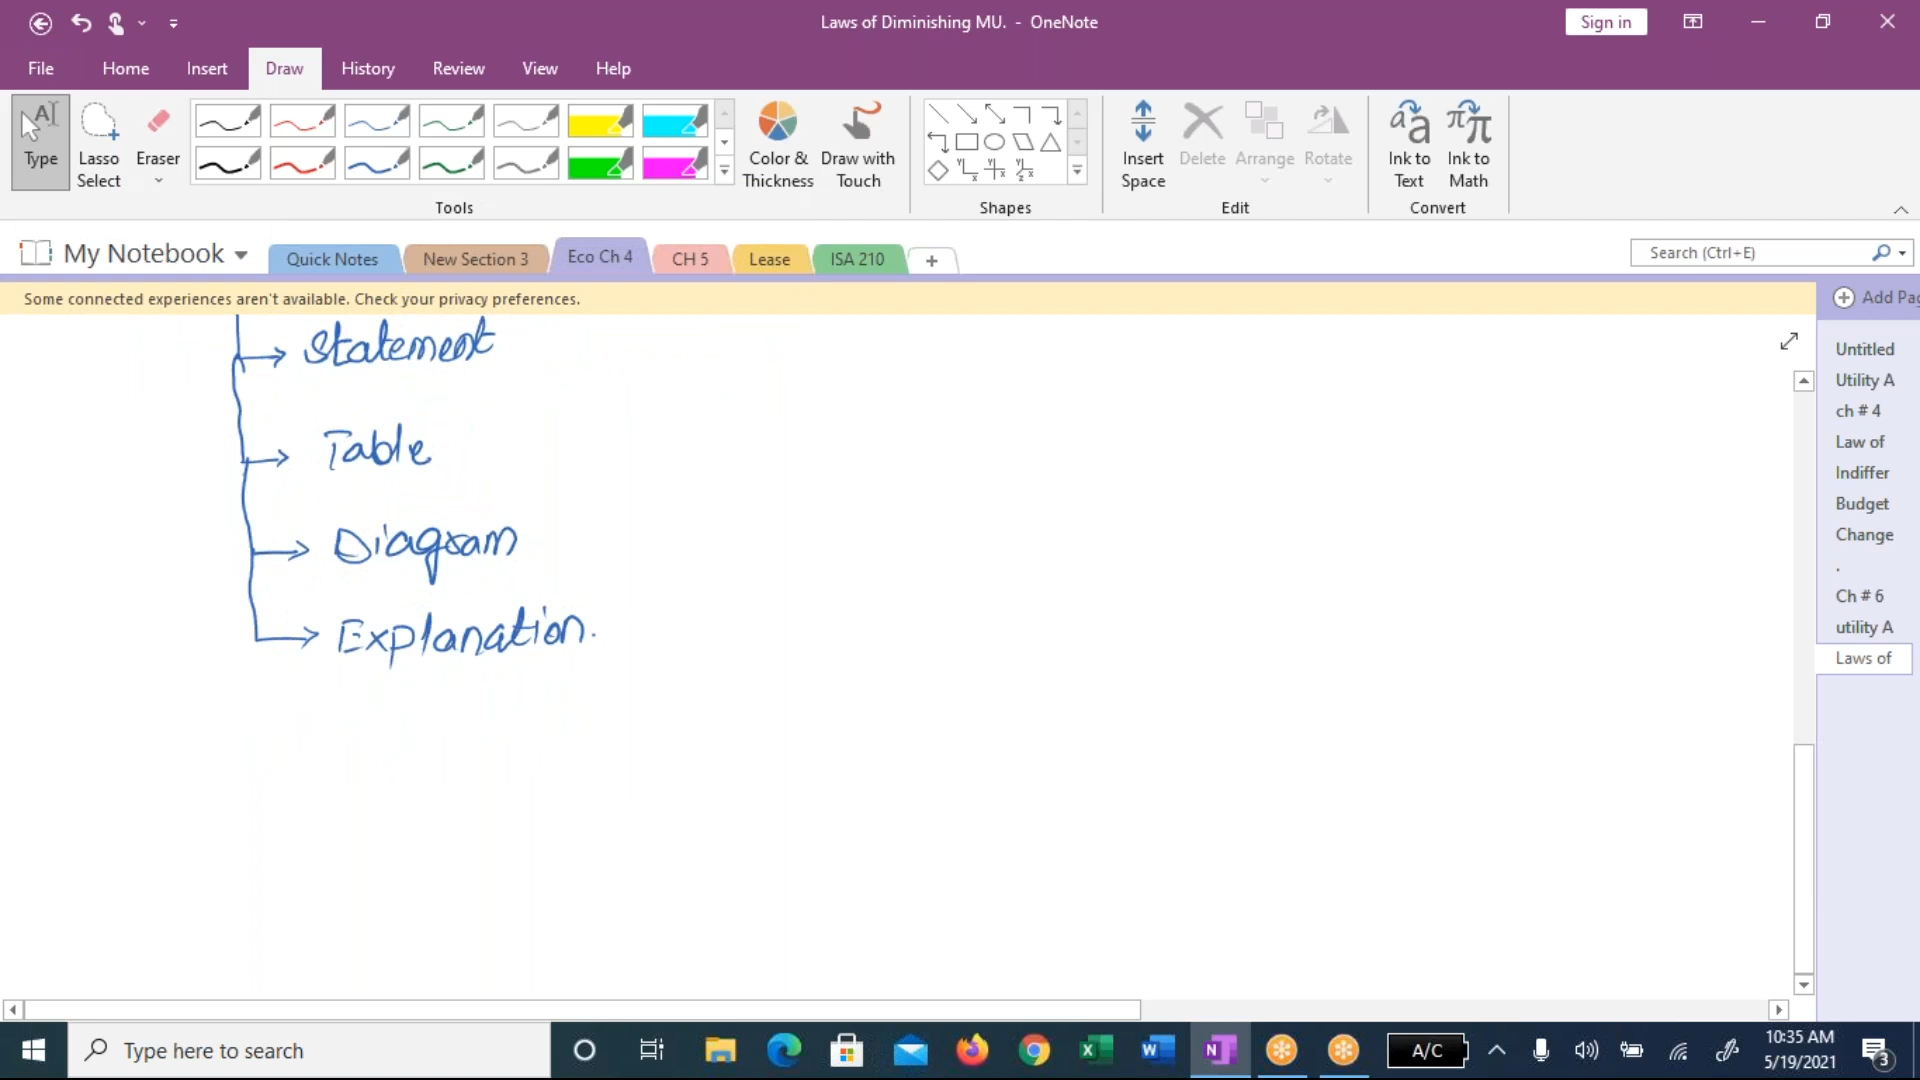 Laws of Diminishing MU. - OneNote
Sign in
File Home Insert Draw History Review View Help
Type
Lasso Select
Eraser
Color & Thickness
Draw with Touch
Insert Space
Delete
Arrange
Rotate
Ink to Text
Ink to Math
Tools
Shapes
Edit
Convert
My Notebook
Quick Notes
New Section 3
Eco Ch 4
CH 5
Lease
ISA 210
Search (Ctrl+E)
Some connected experiences aren't available. Check your privacy preferences.
Add Pag
Statement
Table
Diagram
Explanation.
Untitled
Utility A
ch # 4
Law of
Indiffer
Budget
Change
.
Ch # 6
utility A
Laws of
Type here to search
A/C
10:35 AM
5/19/2021
3